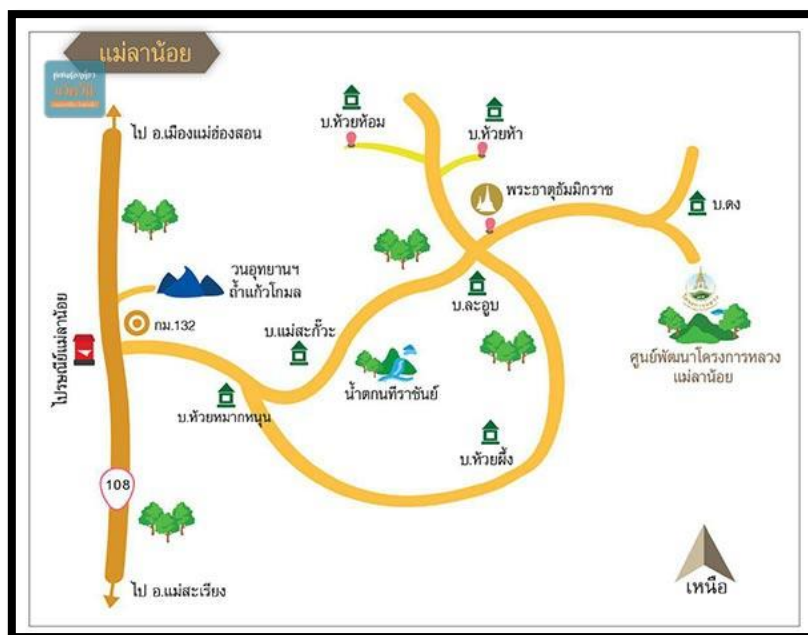 แม่ลาน้อย
ไป อ.เมืองแม่ฮ่องสอน
บ.ห้วยห้อม
บ.ห้วยห้า
พระธาตุธัมมิกราช
บ.ดง
วนอุทยานฯ
ถ้ำแก้วโกมล
กม.132
บ.แม่สะกั๊วะ
บ.ละอูบ
ไปรษณีย์แม่ลาน้อย
น้ำตกนทีราชันย์
ศูนย์พัฒนาโครงการหลวง
แม่ลาน้อย
บ.ห้วยหมากหนุน
บ.ห้วยผึ้ง
108
ไป อ.แม่สะเรียง
เหนือ